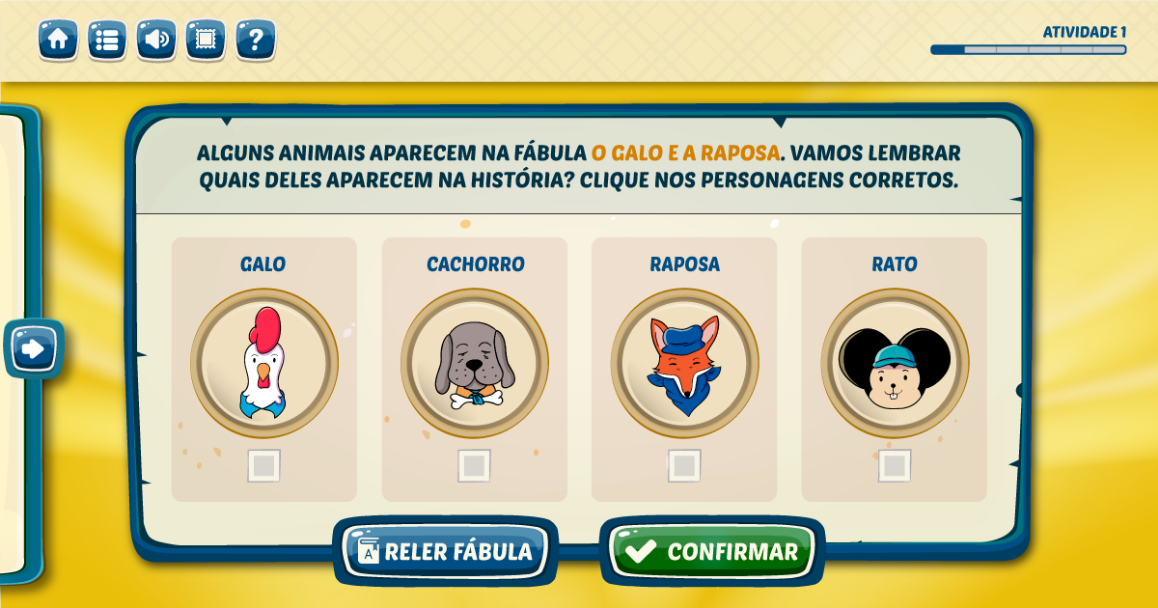 ATIVIDADE 1
ALGUNS ANIMAIS APARECEM NA FÁBULA O GALO E A RAPOSA. VAMOS LEMBRAR
QUAIS DELES APARECEM NA HISTÓRIA? CLIQUE NOS PERSONAGENS CORRETOS.
GALO
CACHORRO
RAPOSA
RATO
A
RELER FÁBULA
CONFIRMAR